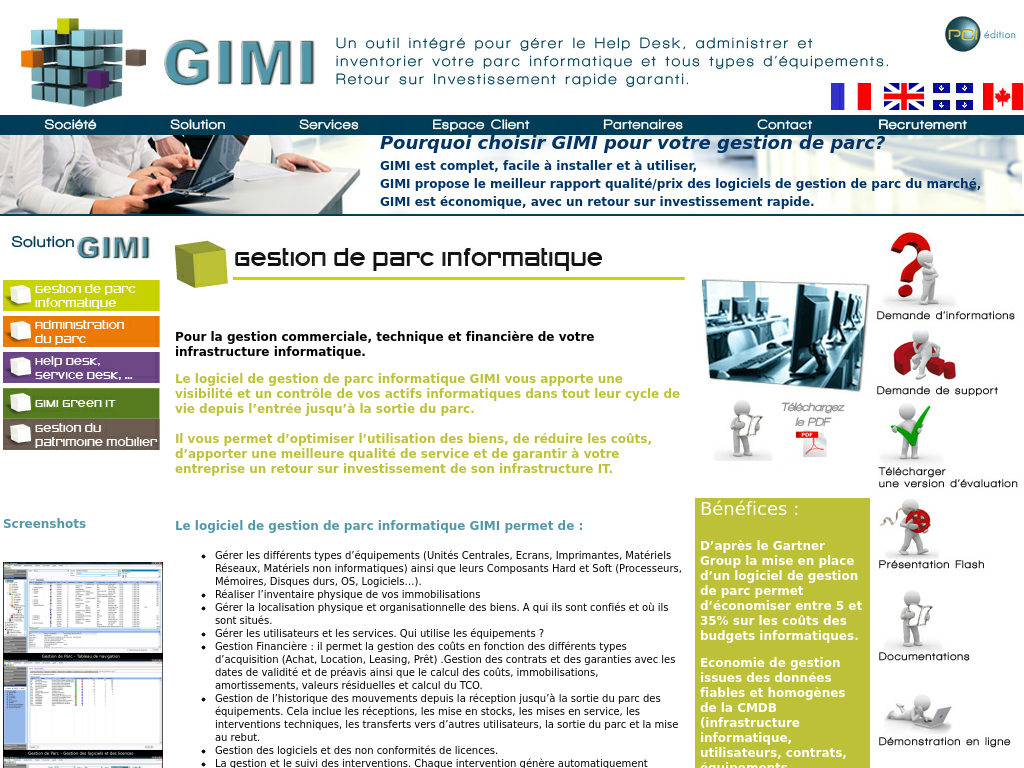 GIMI
Un outil intégré pour gérer le Help Desk, administrer et
inventorier votre parc informatique et tous types d'équipements.
Retour sur Investissement rapide garanti.
PCI édition
Société Solution Services Espace Client Partenaires Contact Recrutement
Pourquoi choisir GIMI pour votre gestion de parc?
GIMI est complet, facile à installer et à utiliser,
GIMI propose le meilleur rapport qualité/prix des logiciels de gestion de parc du marché,
GIMI est économique, avec un retour sur investissement rapide.
Solution GIMI
Gestion de parc
informatique
Administration
du parc
Help Desk,
Service Desk, ...
GIMI Green IT
Gestion du
patrimoine mobilier
Screenshots
Gestion de Parc - Tableau de navigation
Gestion de Parc - Gestion des logiciels et des licences
Gestion de parc informatique
Pour la gestion commerciale, technique et financière de votre
infrastructure informatique.
Le logiciel de gestion de parc informatique GIMI vous apporte une
visibilité et un contrôle de vos actifs informatiques dans tout leur cycle de
vie depuis l’entrée jusqu’à la sortie du parc.
Il vous permet d’optimiser l’utilisation des biens, de réduire les coûts,
d’apporter une meilleure qualité de service et de garantir à votre
entreprise un retour sur investissement de son infrastructure IT.
Le logiciel de gestion de parc informatique GIMI permet de :
Gérer les différents types d’équipements (Unités Centrales, Ecrans, Imprimantes, Matériels
Réseaux, Matériels non informatiques) ainsi que leurs Composants Hard et Soft (Processeurs,
Mémoires, Disques durs, OS, Logiciels...).
Réaliser l’inventaire physique de vos immobilisations
Gérer la localisation physique et organisationnelle des biens. A qui ils sont confiés et où ils
sont situés.
Gérer les utilisateurs et les services. Qui utilise les équipements ?
Gestion Financière : il permet la gestion des coûts en fonction des différents types
d’acquisition (Achat, Location, Leasing, Prêt) .Gestion des contrats et des garanties avec les
dates de validité et de préavis ainsi que le calcul des coûts, immobilisations,
amortissements, valeurs résiduelles et calcul du TCO.
Gestion de l’historique des mouvements depuis la réception jusqu’à la sortie du parc des
équipements. Cela inclue les réceptions, les mise en stocks, les mises en service, les
interventions techniques, les transferts vers d’autres utilisateurs, la sortie du parc et la mise
au rebut.
Gestion des logiciels et des non conformités de licences.
La gestion et le suivi des interventions. Chaque intervention génère automatiquement
Téléchargez
le PDF
PDF
Bénéfices :
D’après le Gartner
Group la mise en place
d’un logiciel de gestion
de parc permet
d’économiser entre 5 et
35% sur les coûts des
budgets informatiques.
Economie de gestion
issues des données
fiables et homogènes
de la CMDB
(infrastructure
informatique,
utilisateurs, contrats,
équipements
Demande d'informations
Demande de support
Télécharger
une version d'évaluation
Présentation Flash
Documentations
Démonstration en ligne